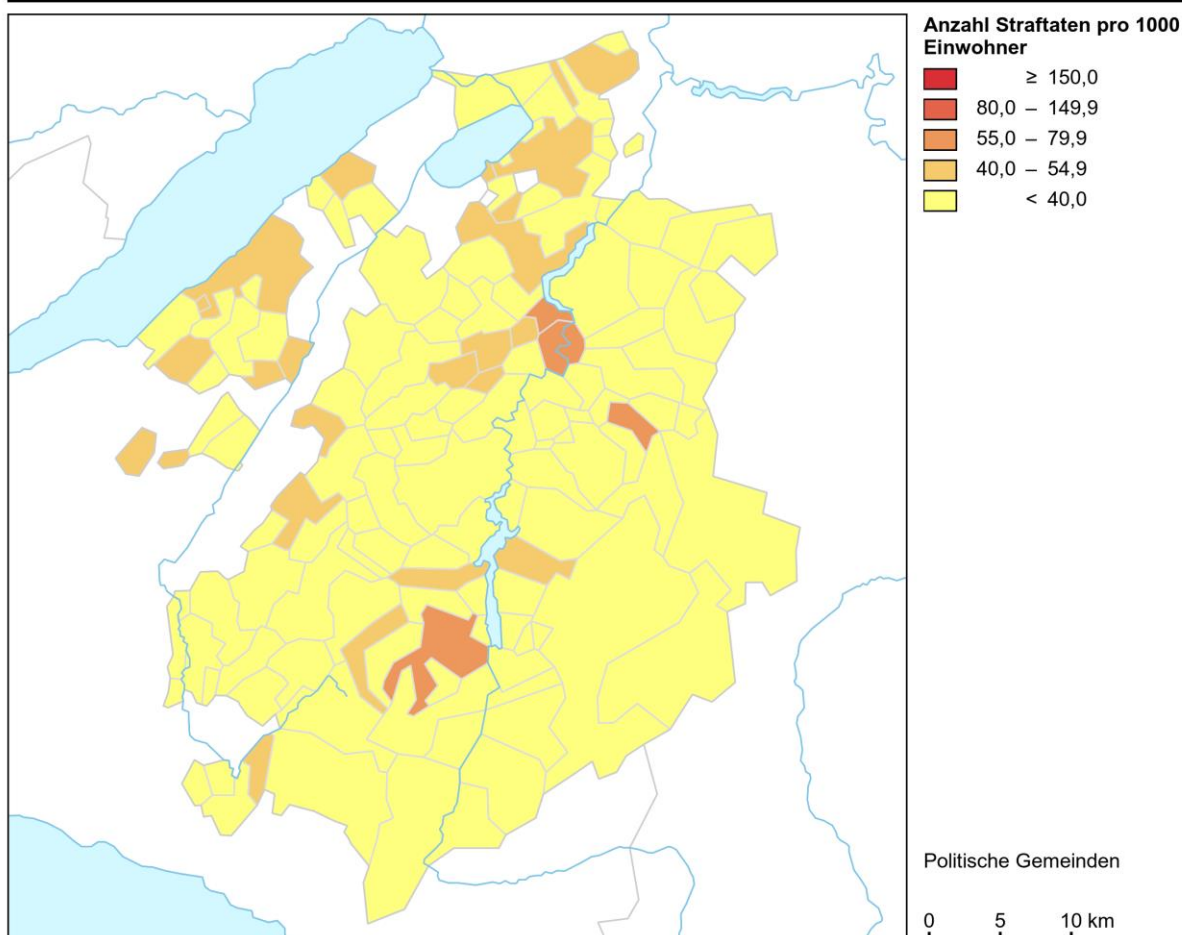 Anzahl Straftaten pro 1000
Einwohner
≥ 150,0
80,0 – 149,9
55,0 – 79,9
40,0 – 54,9
< 40,0
Politische Gemeinden
0 5 10 km